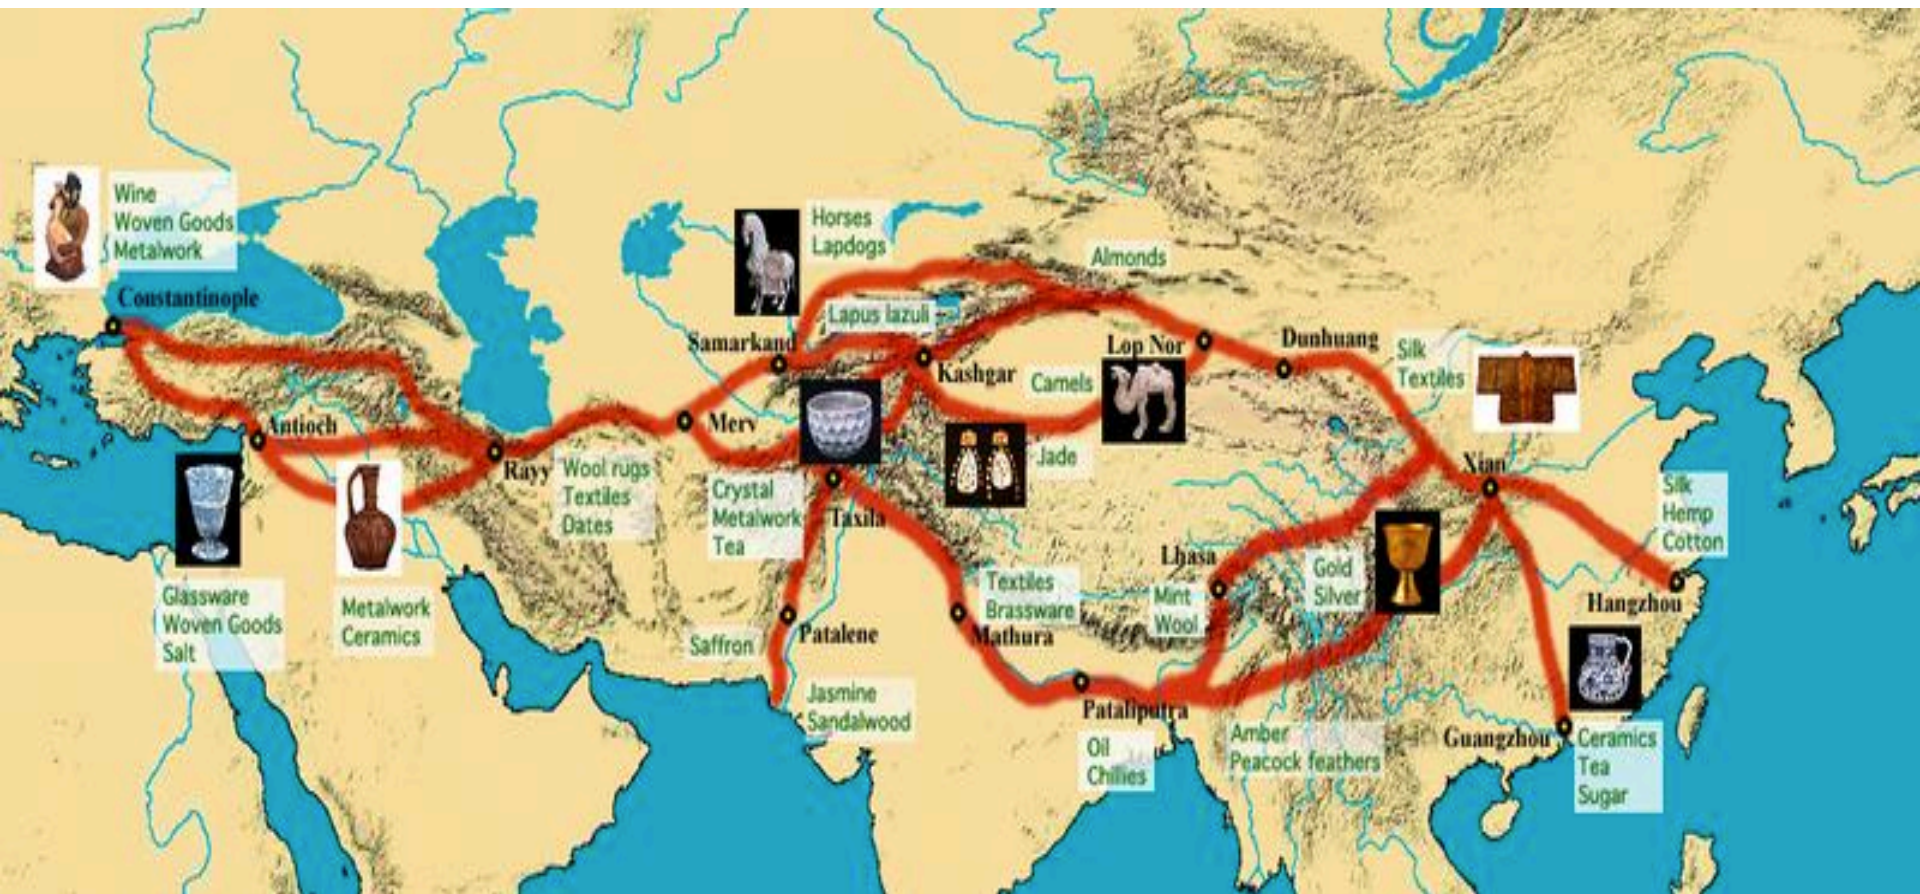 Wine
Woven Goods
Metalwork
Constantinople
Horses
Lapdogs
Almonds
Lapus lazuli
Samarkand
Kashgar
Lop Nor
Dunhuang
Silk
Textiles
Camels
Antioch
Merv
Rayy
Wool rugs
Textiles
Dates
Crystal
Metalwork
Tea
Taxila
Jade
Xian
Silk
Hemp
Cotton
Lhasa
Gold
Silver
Textiles
Brassware
Mint
Wool
Glassware
Woven Goods
Salt
Metalwork
Ceramics
Hangzhou
Saffron
Patalene
Mathura
Jasmine
Sandalwood
Pataliputra
Oil
Chillies
Amber
Peacock feathers
Guangzhou
Ceramics
Tea
Sugar